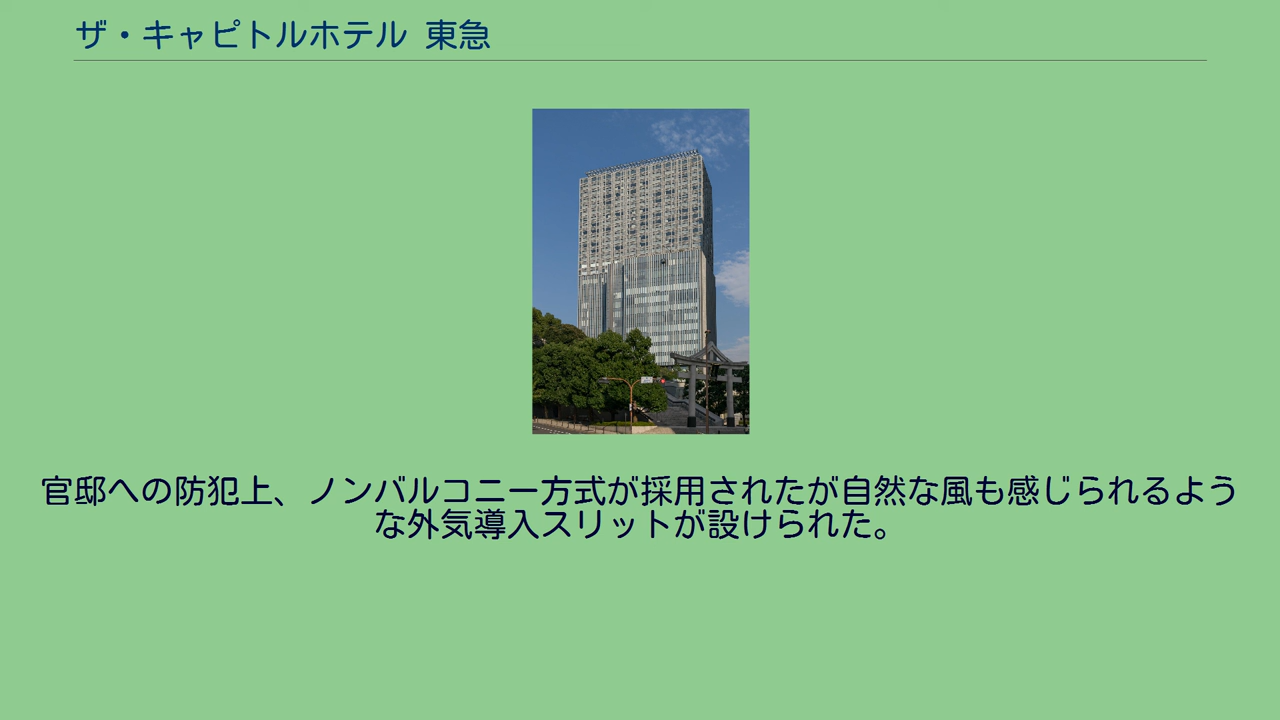 ザ・キャピトルホテル 東急
官邸への防犯上、ノンバルコニー方式が採用されたが自然な風も感じられるよう
な外気導入スリットが設けられた。